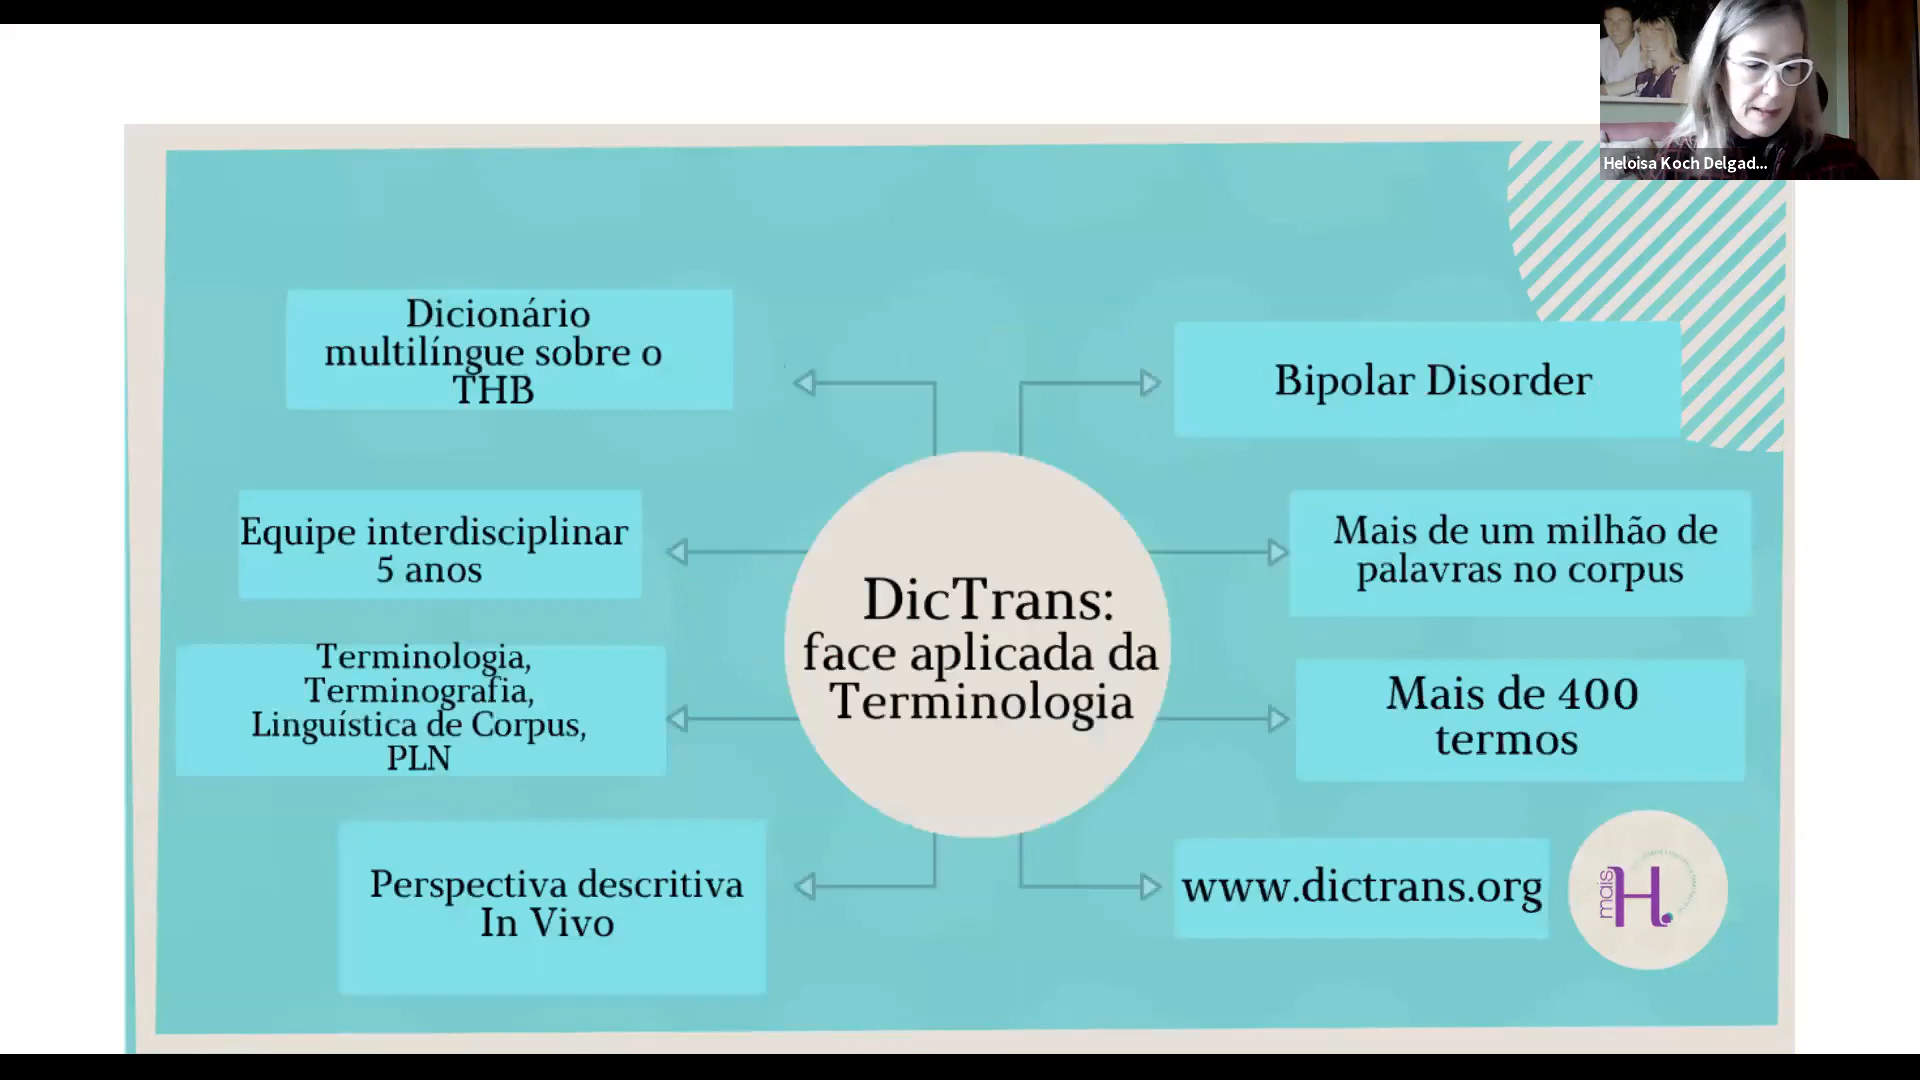 Heloisa Koch Delgad...
Dicionário
multilíngue sobre o
THB
Bipolar Disorder
Equipe interdisciplinar
5 anos
Mais de um milhão de
palavras no corpus
DicTrans:
face aplicada da
Terminologia
Terminologia,
Terminografia,
Linguística de Corpus,
PLN
Mais de 400
termos
Perspectiva descritiva
In Vivo
www.dictrans.org
mais
H.